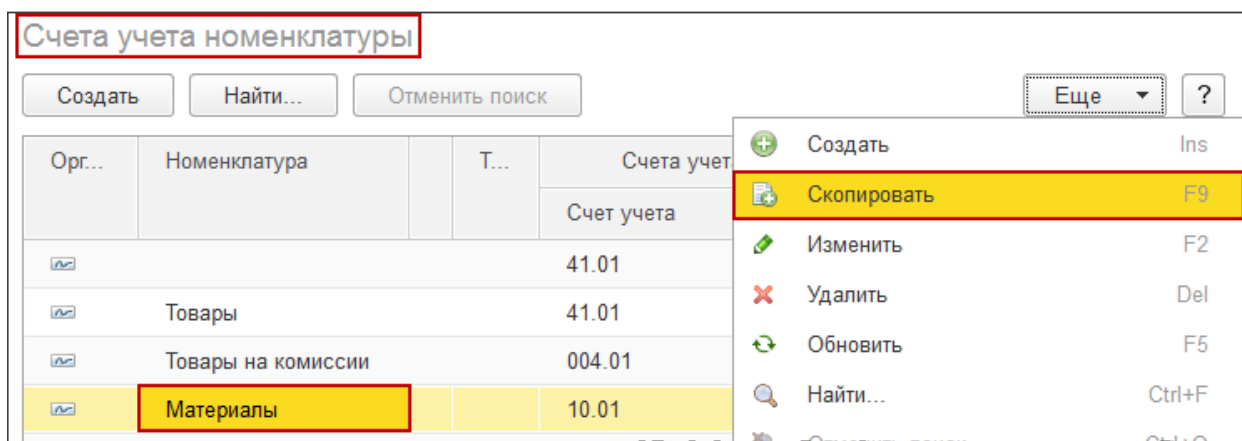 Счета учета номенклатуры
Создать Найти... Отменить поиск Еще ?
Орг... Номенклатура Т... Счета учет
Счет учета
41.01
Товары 41.01
Товары на комиссии 004.01
Материалы 10.01
Создать Ins
Скопировать F9
Изменить F2
Удалить Del
Обновить F5
Найти... Ctrl+F